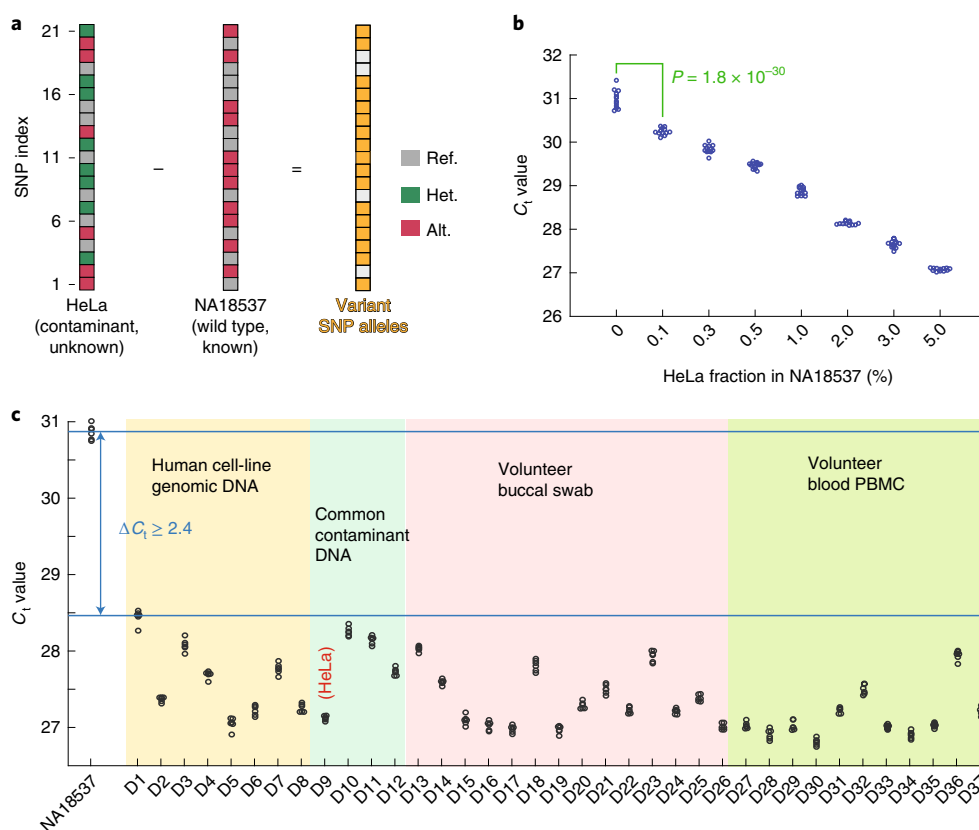 a
SNP index
21
16
11
6
1
–
=
HeLa
(contaminant,
unknown)
NA18537
(wild type,
known)
Variant
SNP alleles
Ref.
Het.
Alt.
b
Ct value
32
31
30
29
28
27
26
P = 1.8 × 10–30
0
0.1
0.3
0.5
1.0
2.0
3.0
5.0
HeLa fraction in NA18537 (%)
c
Ct value
31
30
29
28
27
ΔCt ≥ 2.4
Human cell-line
genomic DNA
Common
contaminant
DNA
Volunteer
buccal swab
Volunteer
blood PBMC
(HeLa)
NA18537
D1
D2
D3
D4
D5
D6
D7
D8
D9
D10
D11
D12
D13
D14
D15
D16
D17
D18
D19
D20
D21
D22
D23
D24
D25
D26
D27
D28
D29
D30
D31
D32
D33
D34
D35
D36